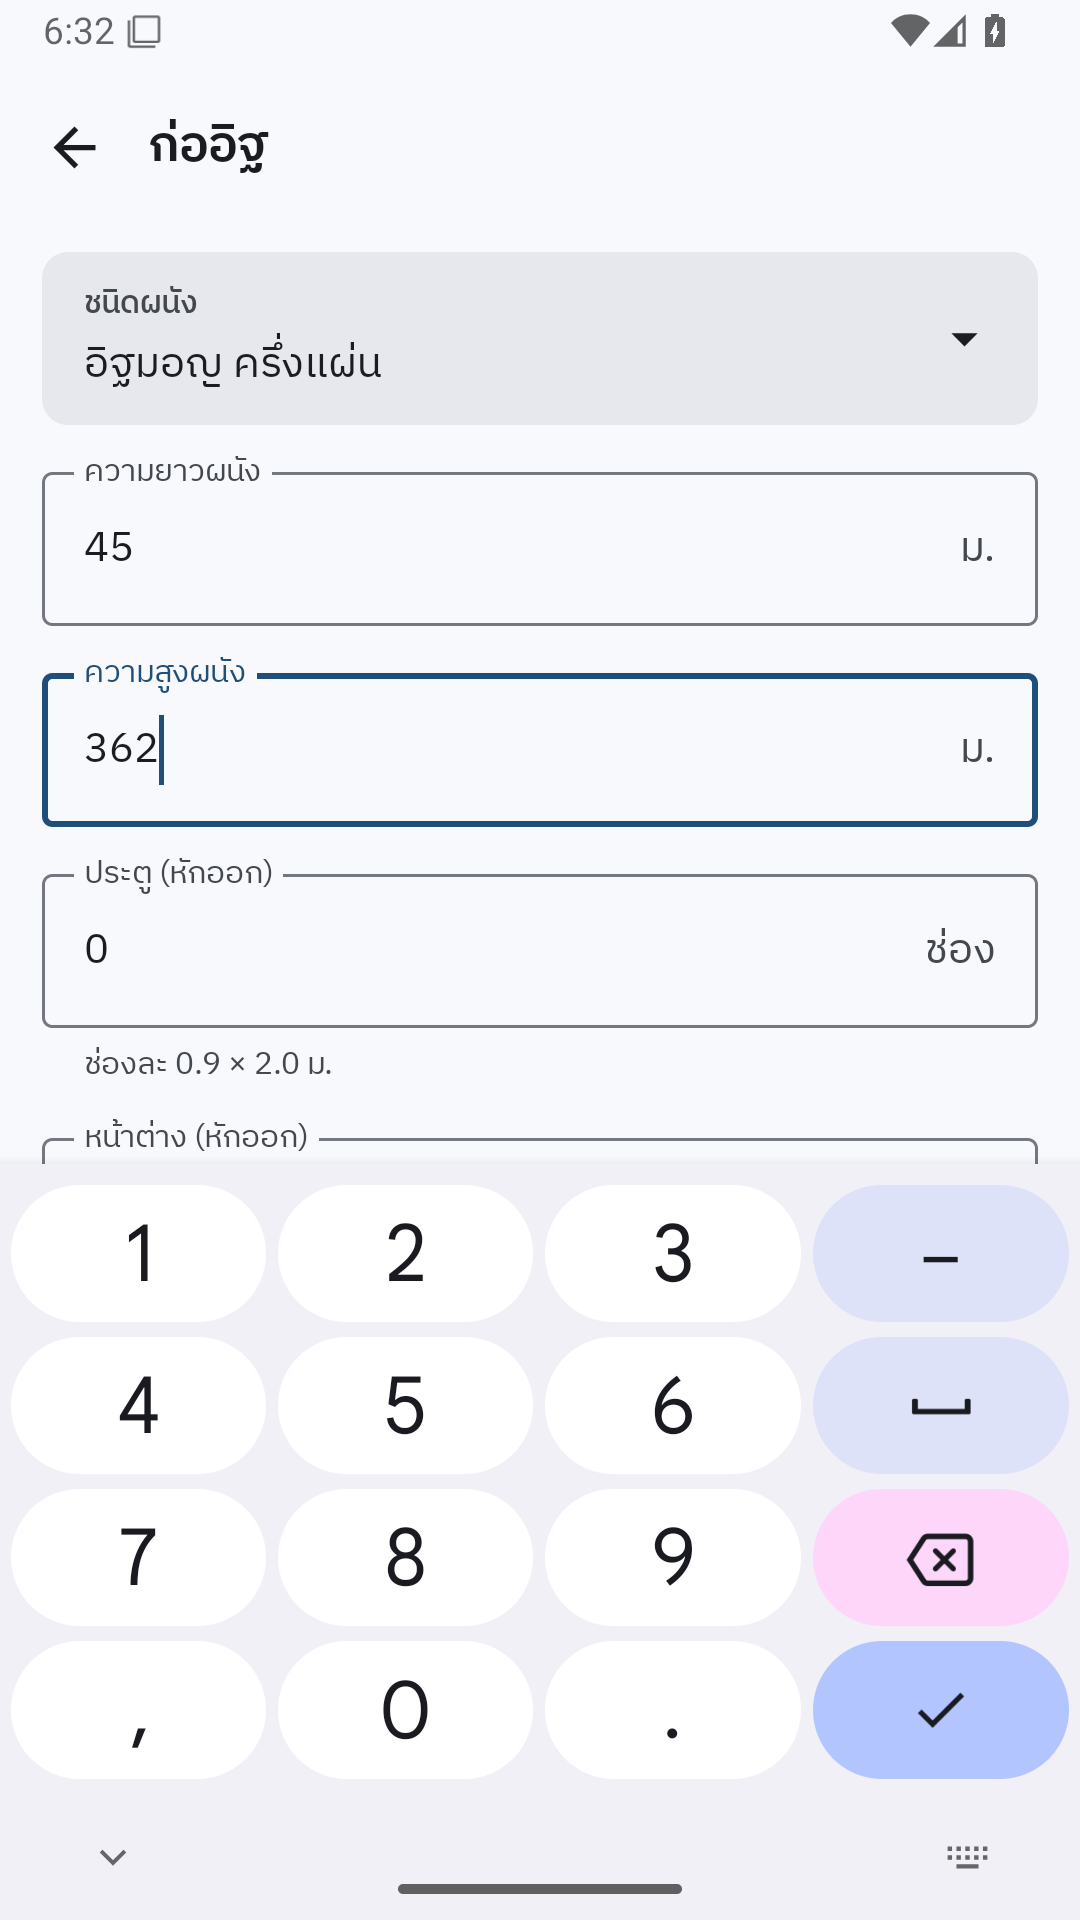 6:32
ก่ออิฐ
ชนิดผนัง
อิฐมอญ ครึ่งแผ่น
ความยาวผนัง
45 ม.
ความสูงผนัง
362 ม.
ประตู (หักออก)
0 ช่อง
ช่องละ 0.9 × 2.0 ม.
หน้าต่าง (หักออก)
1 2 3 –
4 5 6
7 8 9
, 0 .